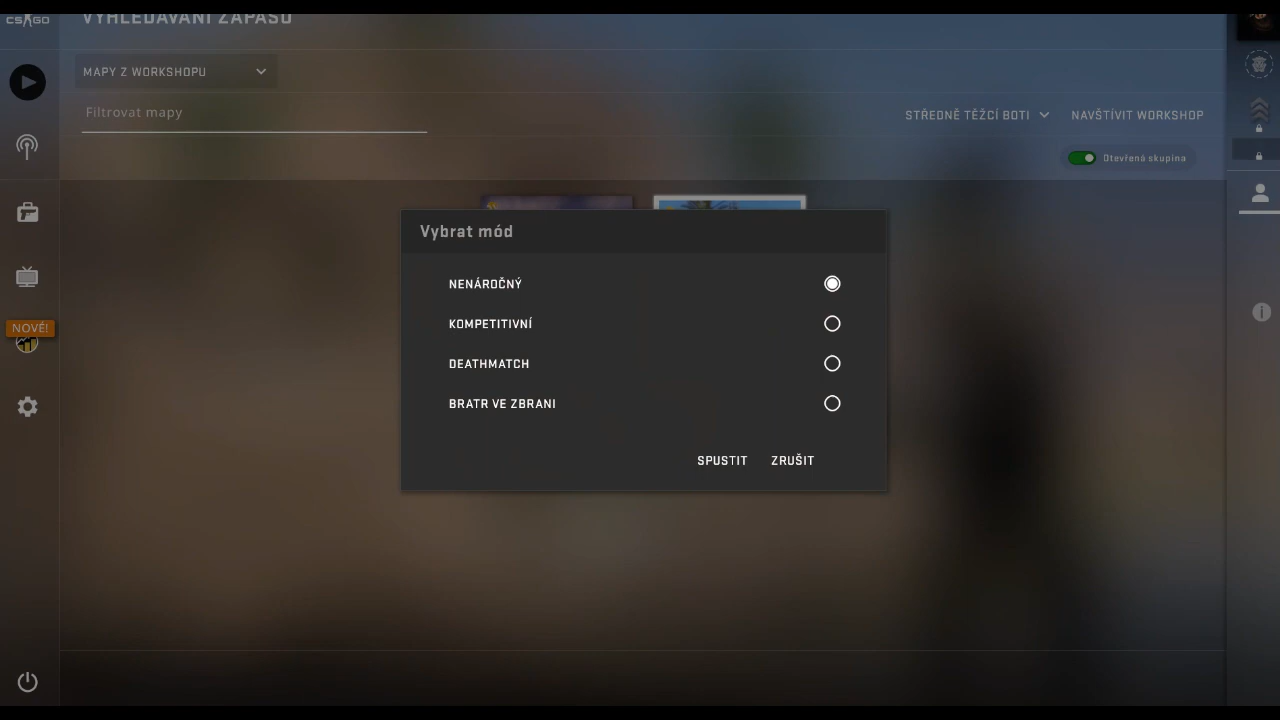 CS GO
VYHLEDÁVÁNÍ ZÁPASŮ
MAPY Z WORKSHOPU
Filtrovat mapy
STŘEDNĚ TĚŽCÍ BOTI
NAVŠTÍVIT WORKSHOP
Otevřená skupina
Vybrat mód
NENÁROČNÝ
KOMPETITIVNÍ
DEATHMATCH
BRATR VE ZBRANI
SPUSTIT
ZRUŠIT
NOVÉ!